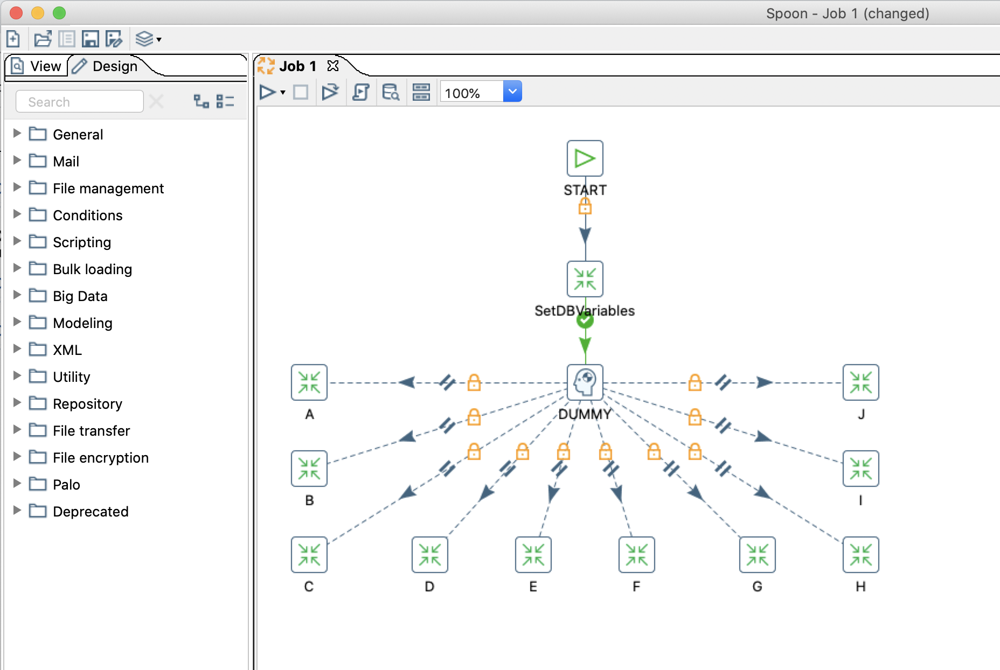 Spoon - Job 1 (changed)
View
Design
Job 1
Search
100%
General
Mail
File management
Conditions
Scripting
Bulk loading
Big Data
Modeling
XML
Utility
Repository
File transfer
File encryption
Palo
Deprecated
START
SetDBVariables
DUMMY
A
J
B
I
C
D
E
F
G
H